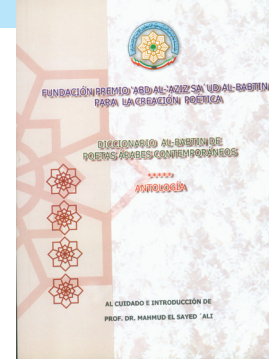 FUNDACIÓN PREMIO ´ABD AL-´AZIZ SA´UD AL-BABTIN
PARA LA CREACIÓN POÉTICA
DICCIONARIO AL-BABTIN DE
POETAS ÁRABES CONTEMPORÁNEOS
*****
ANTOLOGÍA
AL CUIDADO E INTRODUCCIÓN DE
PROF. DR. MAHMUD EL SAYED ´ALI